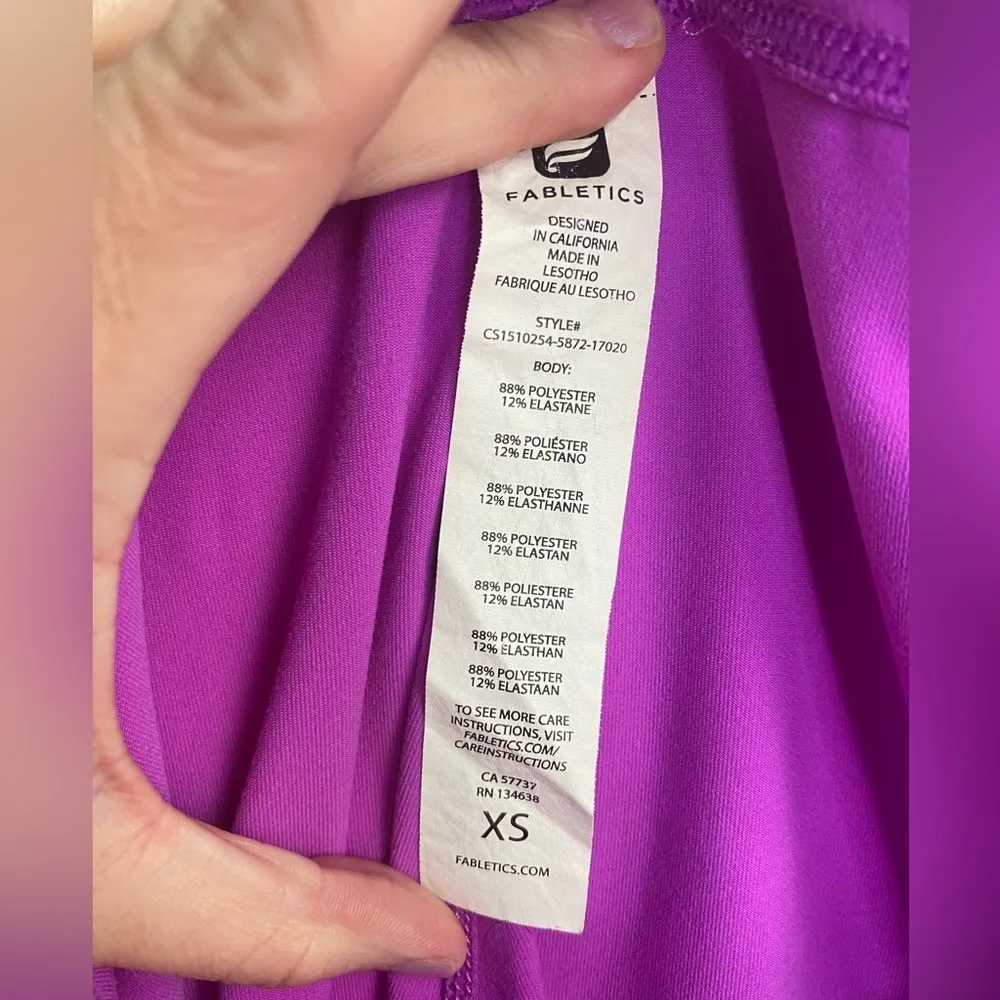 FABLETICS
DESIGNED
IN CALIFORNIA
MADE IN
LESOTHO
FABRIQUE AU LESOTHO
STYLE#
CS1510254-5872-17020
BODY:
88% POLYESTER
12% ELASTANE
88% POLIÉSTER
12% ELASTANO
88% POLYESTER
12% ELASTHANNE
88% POLYESTER
12% ELASTAN
88% POLIESTERE
12% ELASTAN
88% POLYESTER
12% ELASTHAN
88% POLYESTER
12% ELASTAAN
TO SEE MORE CARE
INSTRUCTIONS, VISIT
FABLETICS.COM/
CAREINSTRUCTIONS
CA 57737
RN 134638
XS
FABLETICS.COM